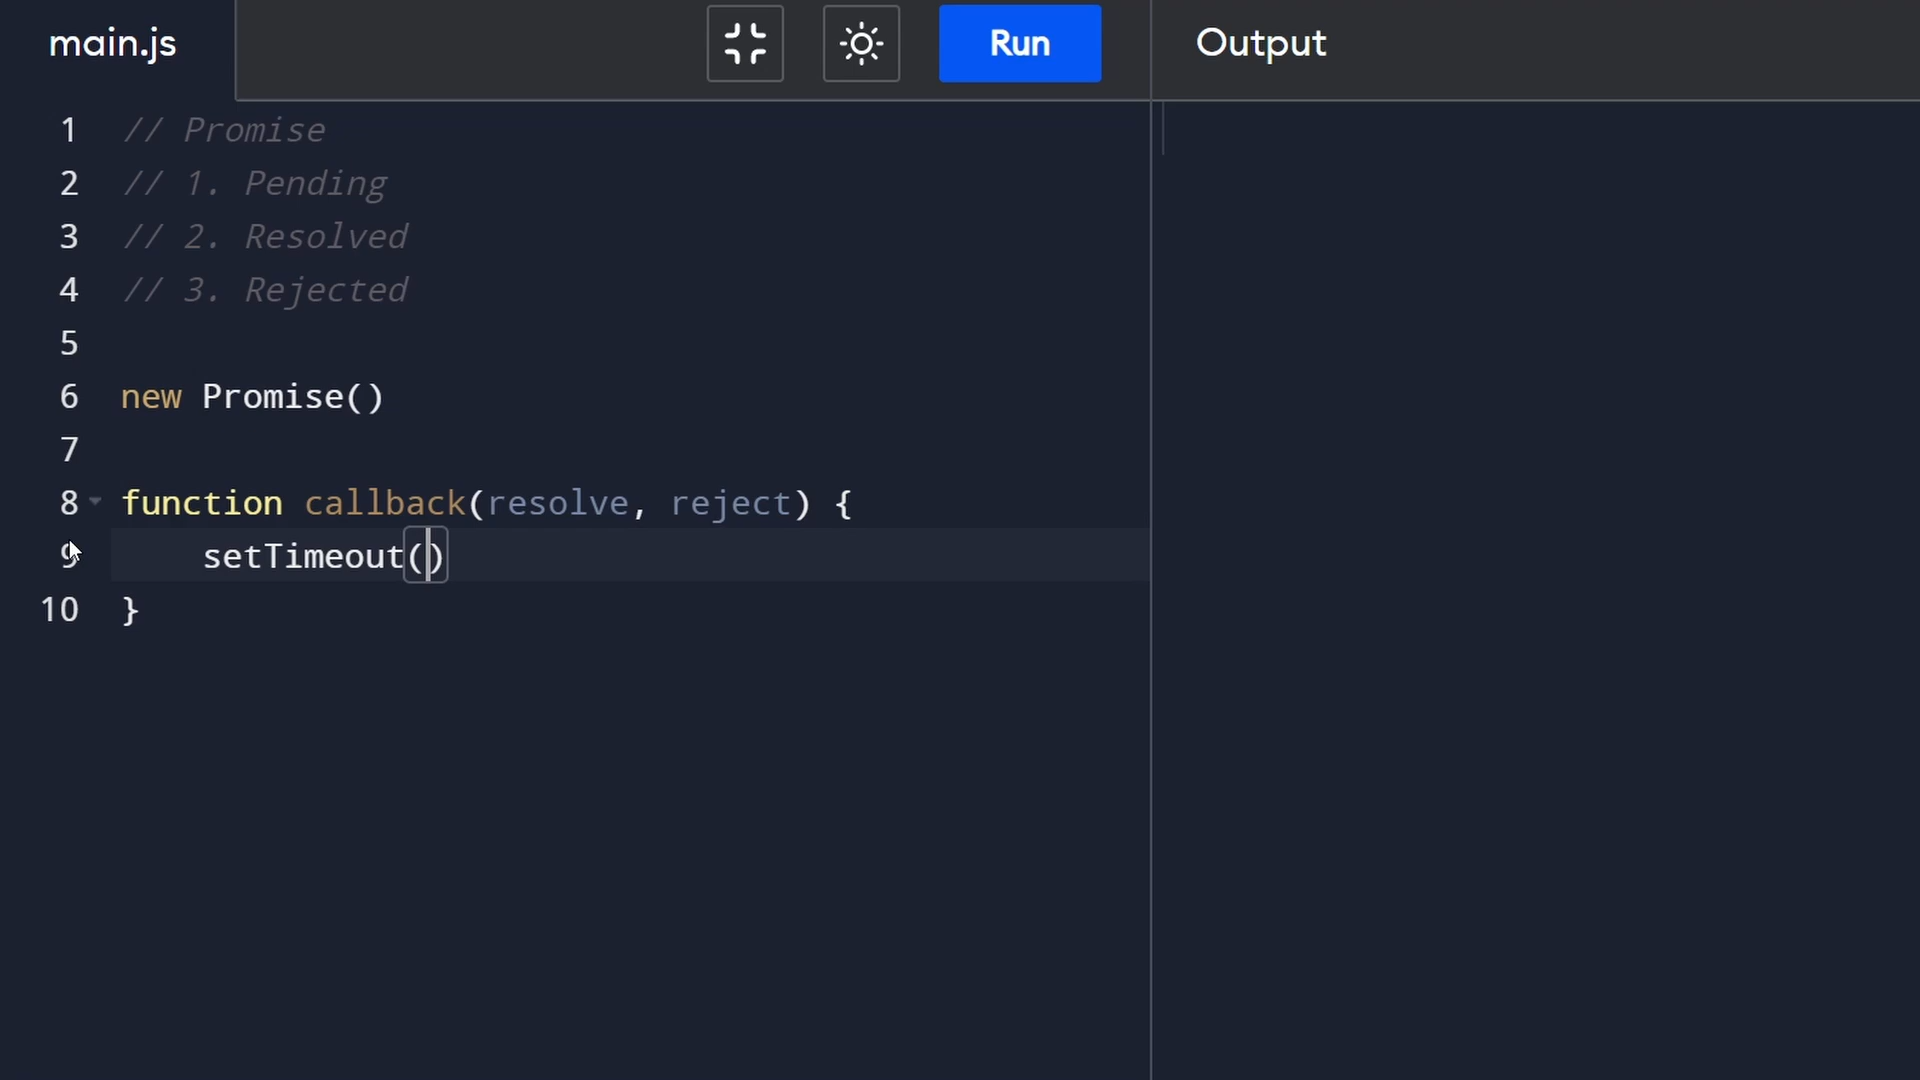 main.js
Run
Output
1 // Promise
2 // 1. Pending
3 // 2. Resolved
4 // 3. Rejected
5
6 new Promise()
7
8 function callback(resolve, reject) {
9     setTimeout()
10 }